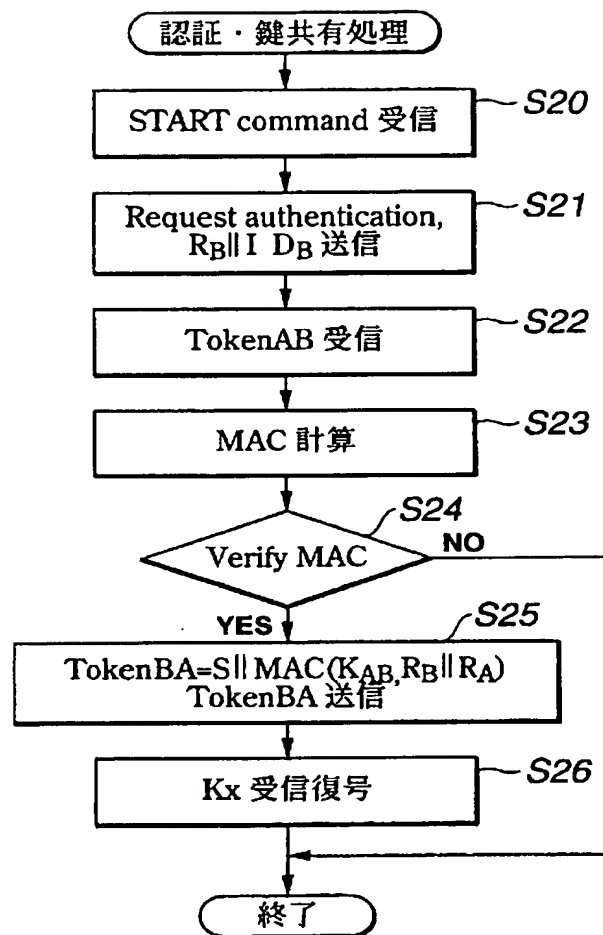 認証・鍵共有処理
START command 受信
S20
Request authentication,
RB||I DB 送信
S21
TokenAB 受信
S22
MAC 計算
S23
Verify MAC
S24
NO
YES
S25
TokenBA=S||MAC(KAB,RB||RA)
TokenBA 送信
Kx 受信復号
S26
終了